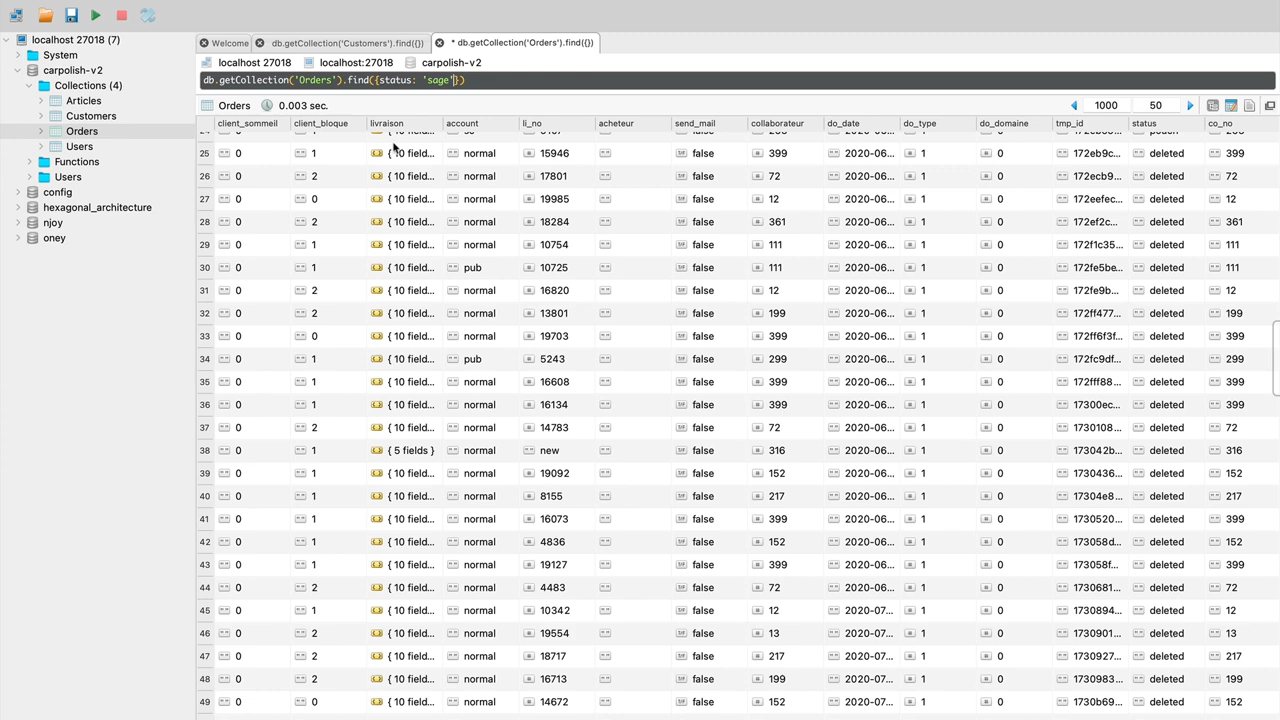 localhost 27018 (7)
System
carpolish-v2
Collections (4)
Articles
Customers
Orders
Users
Functions
Users
config
hexagonal_architecture
njoy
oney
Welcome
db.getCollection('Customers').find({})
* db.getCollection('Orders').find({})
localhost 27018 localhost:27018 carpolish-v2
db.getCollection('Orders').find({status: 'sage'})
Orders 0.003 sec. 1000 50
client_sommeil client_bloque livraison account li_no acheteur send_mail collaborateur do_date do_type do_domaine tmp_id status co_no
25 0 1 { 10 field... normal 15946 false 399 2020-06... 1 0 172eb9c... deleted 399
26 0 2 { 10 field... normal 17801 false 72 2020-06... 1 0 172ecb9... deleted 72
27 0 0 { 10 field... normal 19985 false 12 2020-06... 1 0 172eefec... deleted 12
28 0 2 { 10 field... normal 18284 false 361 2020-06... 1 0 172ef2c... deleted 361
29 0 1 { 10 field... normal 10754 false 111 2020-06... 1 0 172f1c35... deleted 111
30 0 1 { 10 field... pub 10725 false 111 2020-06... 1 0 172fe5be... deleted 111
31 0 2 { 10 field... normal 16820 false 12 2020-06... 1 0 172fe9b... deleted 12
32 0 2 { 10 field... normal 13801 false 199 2020-06... 1 0 172ff477... deleted 199
33 0 0 { 10 field... normal 19703 false 399 2020-06... 1 0 172ff6f3f... deleted 399
34 0 1 { 10 field... pub 5243 false 299 2020-06... 1 0 172fc9df... deleted 299
35 0 1 { 10 field... normal 16608 false 399 2020-06... 1 0 172fff88... deleted 399
36 0 1 { 10 field... normal 16134 false 399 2020-06... 1 0 17300ec... deleted 399
37 0 2 { 10 field... normal 14783 false 72 2020-06... 1 0 1730108... deleted 72
38 0 1 { 5 fields } normal new false 316 2020-06... 1 0 173042b... deleted 316
39 0 1 { 10 field... normal 19092 false 152 2020-06... 1 0 1730436... deleted 152
40 0 1 { 10 field... normal 8155 false 217 2020-06... 1 0 17304e8... deleted 217
41 0 1 { 10 field... normal 16073 false 399 2020-06... 1 0 1730520... deleted 399
42 0 1 { 10 field... normal 4836 false 152 2020-06... 1 0 173058d... deleted 152
43 0 1 { 10 field... normal 19127 false 399 2020-06... 1 0 173058f... deleted 399
44 0 2 { 10 field... normal 4483 false 72 2020-06... 1 0 1730681... deleted 72
45 0 1 { 10 field... normal 10342 false 12 2020-07... 1 0 1730894... deleted 12
46 0 2 { 10 field... normal 19554 false 13 2020-07... 1 0 1730901... deleted 13
47 0 2 { 10 field... normal 18717 false 217 2020-07... 1 0 1730927... deleted 217
48 0 2 { 10 field... normal 16713 false 199 2020-07... 1 0 1730983... deleted 199
49 0 0 { 10 field... normal 14672 false 152 2020-07... 1 0 1730b69... deleted 152